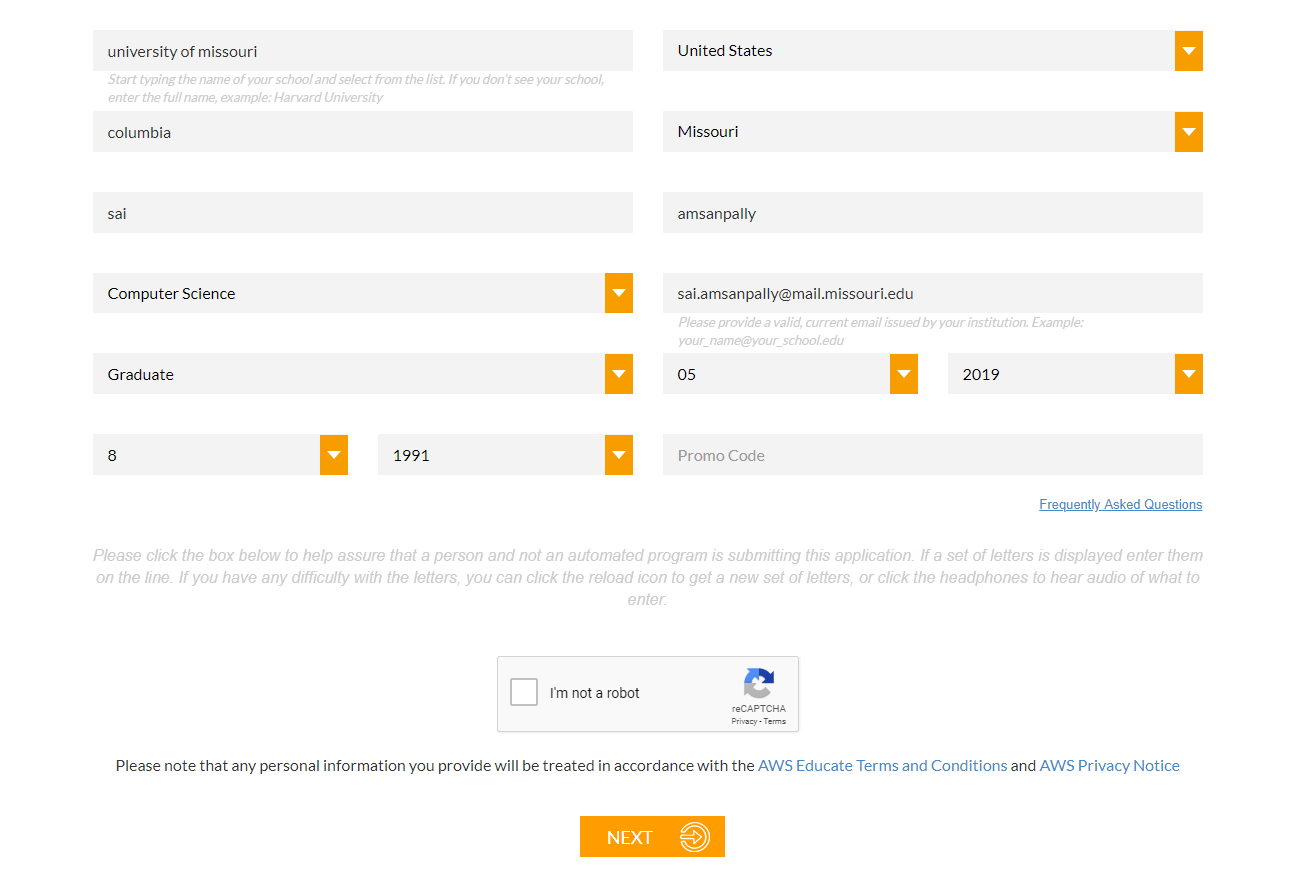 university of missouri
United States
Start typing the name of your school and select from the list. If you don't see your school,
enter the full name, example: Harvard University
columbia
Missouri
sai
amsanpally
Computer Science
sai.amsanpally@mail.missouri.edu
Please provide a valid, current email issued by your institution. Example:
your_name@your_school.edu
Graduate
05
2019
8
1991
Promo Code
Frequently Asked Questions
Please click the box below to help assure that a person and not an automated program is submitting this application. If a set of letters is displayed enter them
on the line. If you have any difficulty with the letters, you can click the reload icon to get a new set of letters, or click the headphones to hear audio of what to
enter.
I'm not a robot
reCAPTCHA
Privacy - Terms
Please note that any personal information you provide will be treated in accordance with the AWS Educate Terms and Conditions and AWS Privacy Notice
NEXT